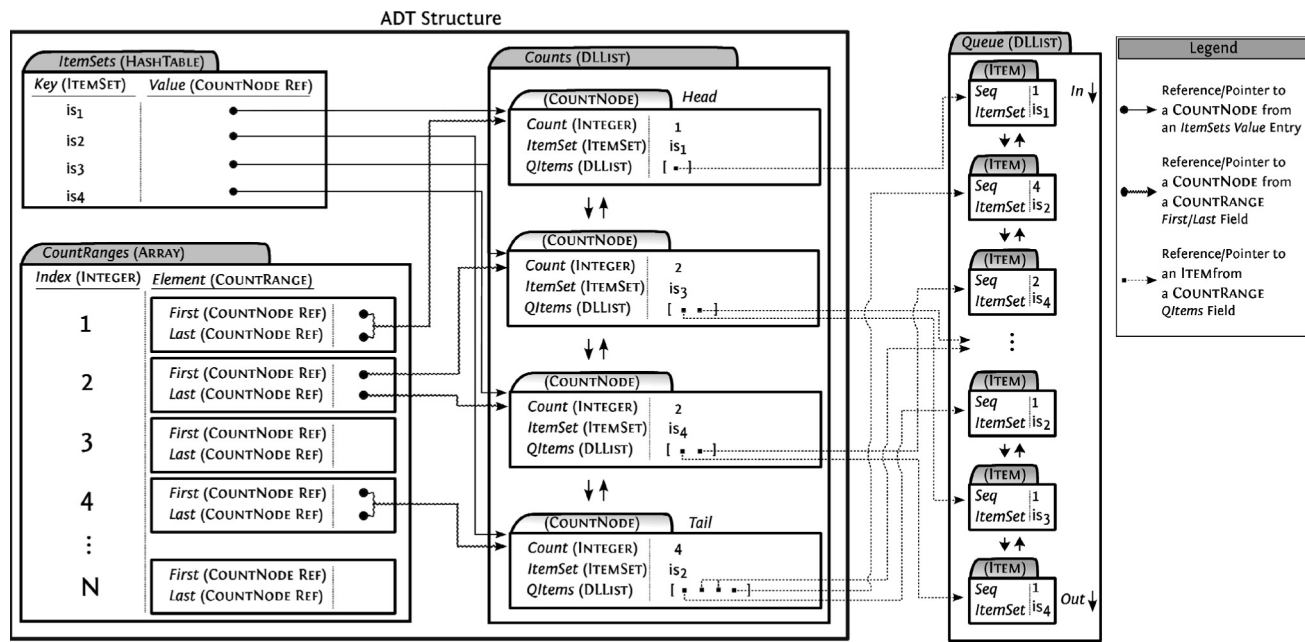 ADT Structure
ItemSets (HASHTABLE)
Key (ITEMSET) Value (COUNTNODE REF)
is1
is2
is3
is4
CountRanges (ARRAY)
Index (INTEGER) Element (COUNTRANGE)
1
First (COUNTNODE REF)
Last (COUNTNODE REF)
2
First (COUNTNODE REF)
Last (COUNTNODE REF)
3
First (COUNTNODE REF)
Last (COUNTNODE REF)
4
First (COUNTNODE REF)
Last (COUNTNODE REF)
⋮
N
First (COUNTNODE REF)
Last (COUNTNODE REF)
Counts (DLLIST)
(COUNTNODE) Head
Count (INTEGER) 1
ItemSet (ITEMSET) is1
QItems (DLLIST) [ ]
(COUNTNODE)
Count (INTEGER) 2
ItemSet (ITEMSET) is3
QItems (DLLIST) [ ]
(COUNTNODE)
Count (INTEGER) 2
ItemSet (ITEMSET) is4
QItems (DLLIST) [ ]
(COUNTNODE) Tail
Count (INTEGER) 4
ItemSet (ITEMSET) is2
QItems (DLLIST) [ ]
Queue (DLLIST)
In
(ITEM)
Seq 1
ItemSet is1
(ITEM)
Seq 4
ItemSet is2
(ITEM)
Seq 2
ItemSet is4
⋮
(ITEM)
Seq 1
ItemSet is2
(ITEM)
Seq 1
ItemSet is3
(ITEM)
Seq 1
ItemSet is4
Out
Legend
Reference/Pointer to
a COUNTNODE from
an ItemSets Value Entry
Reference/Pointer to
a COUNTNODE from
a COUNTRANGE
First/Last Field
Reference/Pointer to
an ITEMfrom
a COUNTRANGE
QItems Field